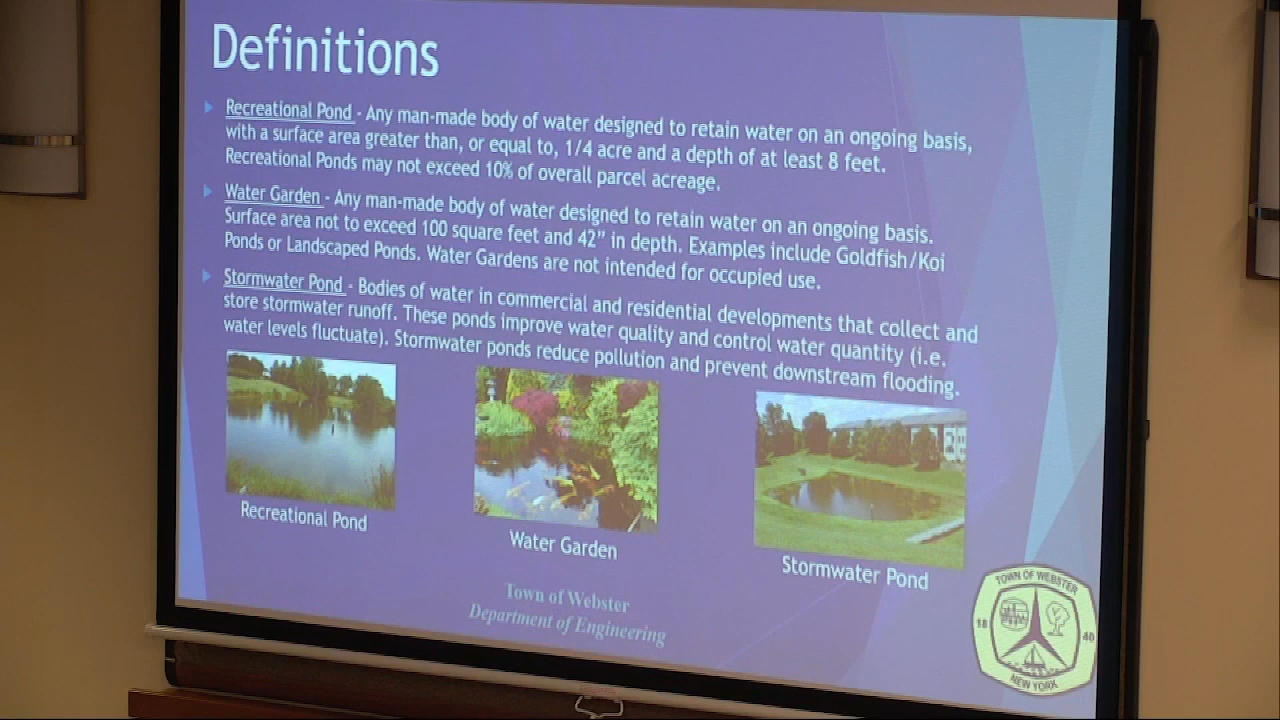 Definitions
Recreational Pond - Any man-made body of water designed to retain water on an ongoing basis,
with a surface area greater than, or equal to, 1/4 acre and a depth of at least 8 feet.
Recreational Ponds may not exceed 10% of overall parcel acreage.
Water Garden - Any man-made body of water designed to retain water on an ongoing basis.
Surface area not to exceed 100 square feet and 42” in depth. Examples include Goldfish/Koi
Ponds or Landscaped Ponds. Water Gardens are not intended for occupied use.
Stormwater Pond - Bodies of water in commercial and residential developments that collect and
store stormwater runoff. These ponds improve water quality and control water quantity (i.e.
water levels fluctuate). Stormwater ponds reduce pollution and prevent downstream flooding.
Recreational Pond
Water Garden
Stormwater Pond
Town of Webster
Department of Engineering
TOWN OF WEBSTER
18 40
NEW YORK